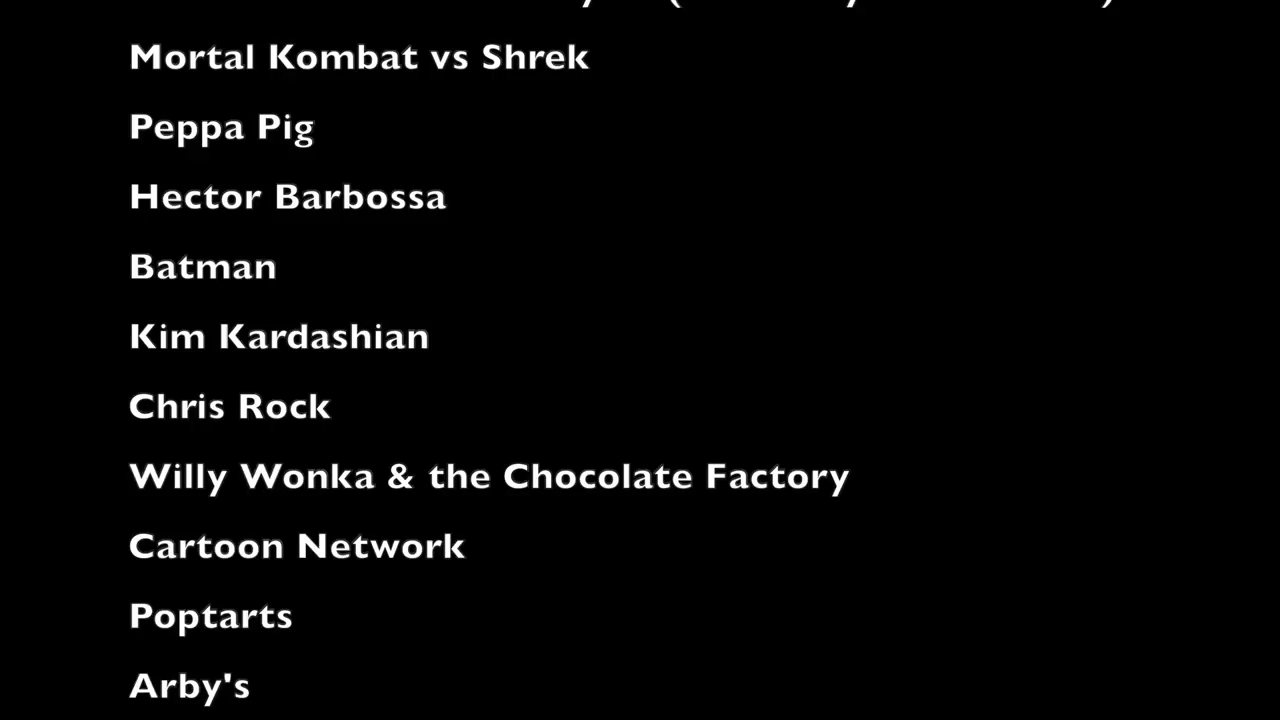 Mortal Kombat vs Shrek
Peppa Pig
Hector Barbossa
Batman
Kim Kardashian
Chris Rock
Willy Wonka & the Chocolate Factory
Cartoon Network
Poptarts
Arby's